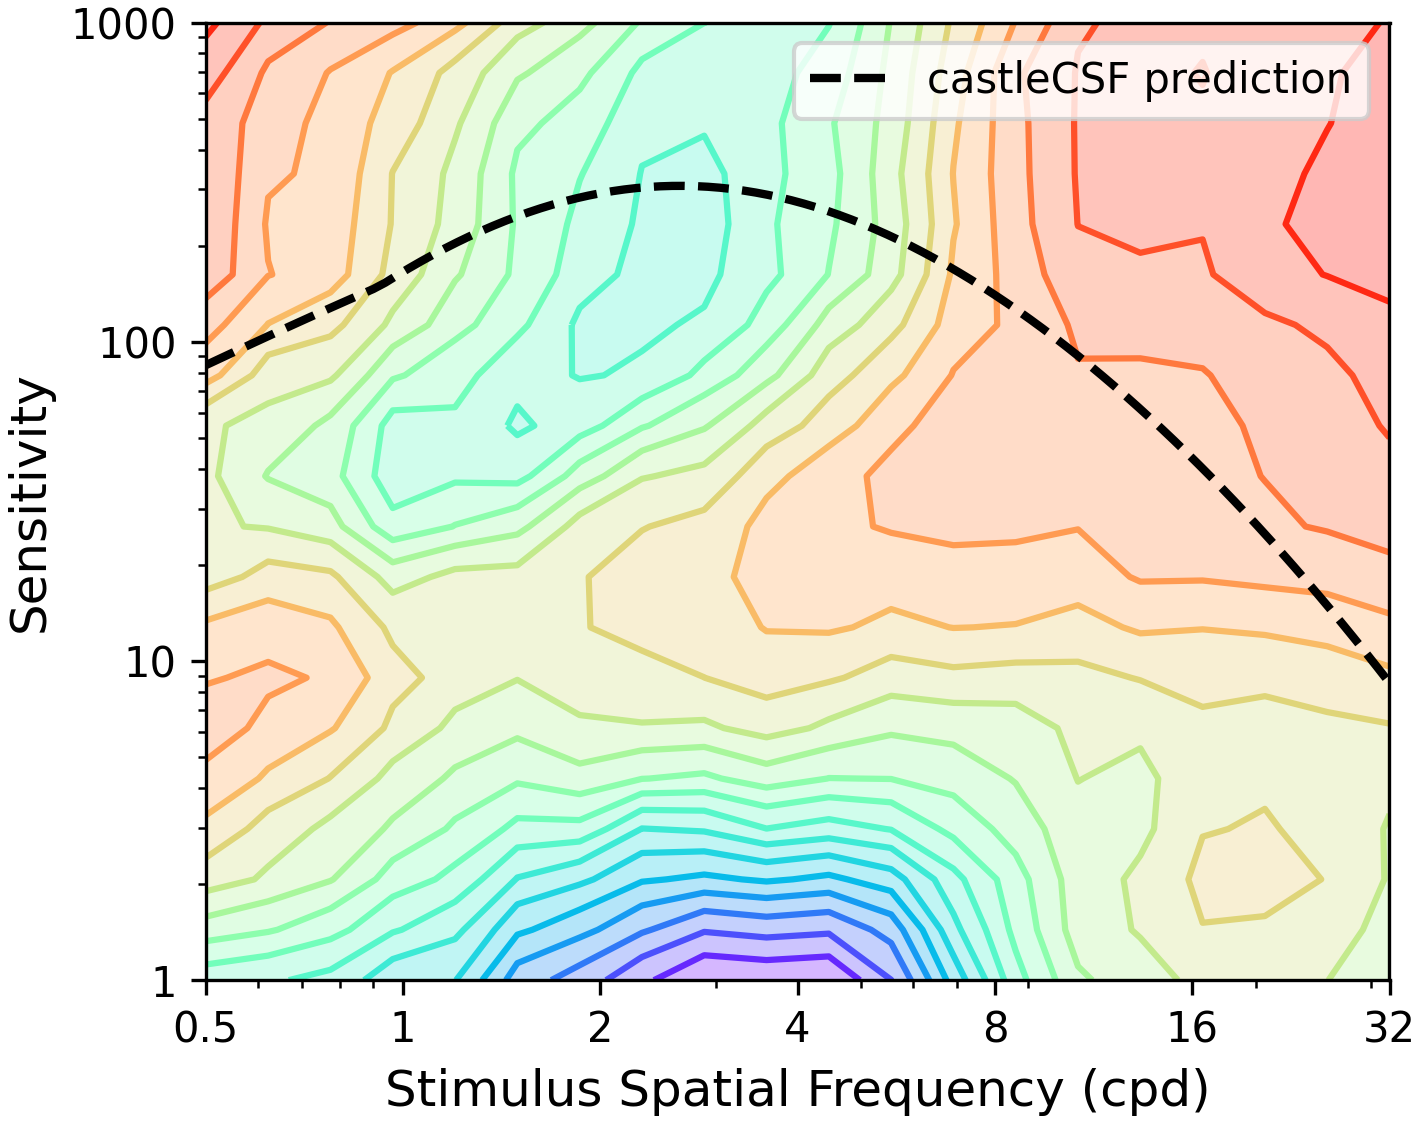 castleCSF prediction
Sensitivity
1000
100
10
1
0.5 1 2 4 8 16 32
Stimulus Spatial Frequency (cpd)